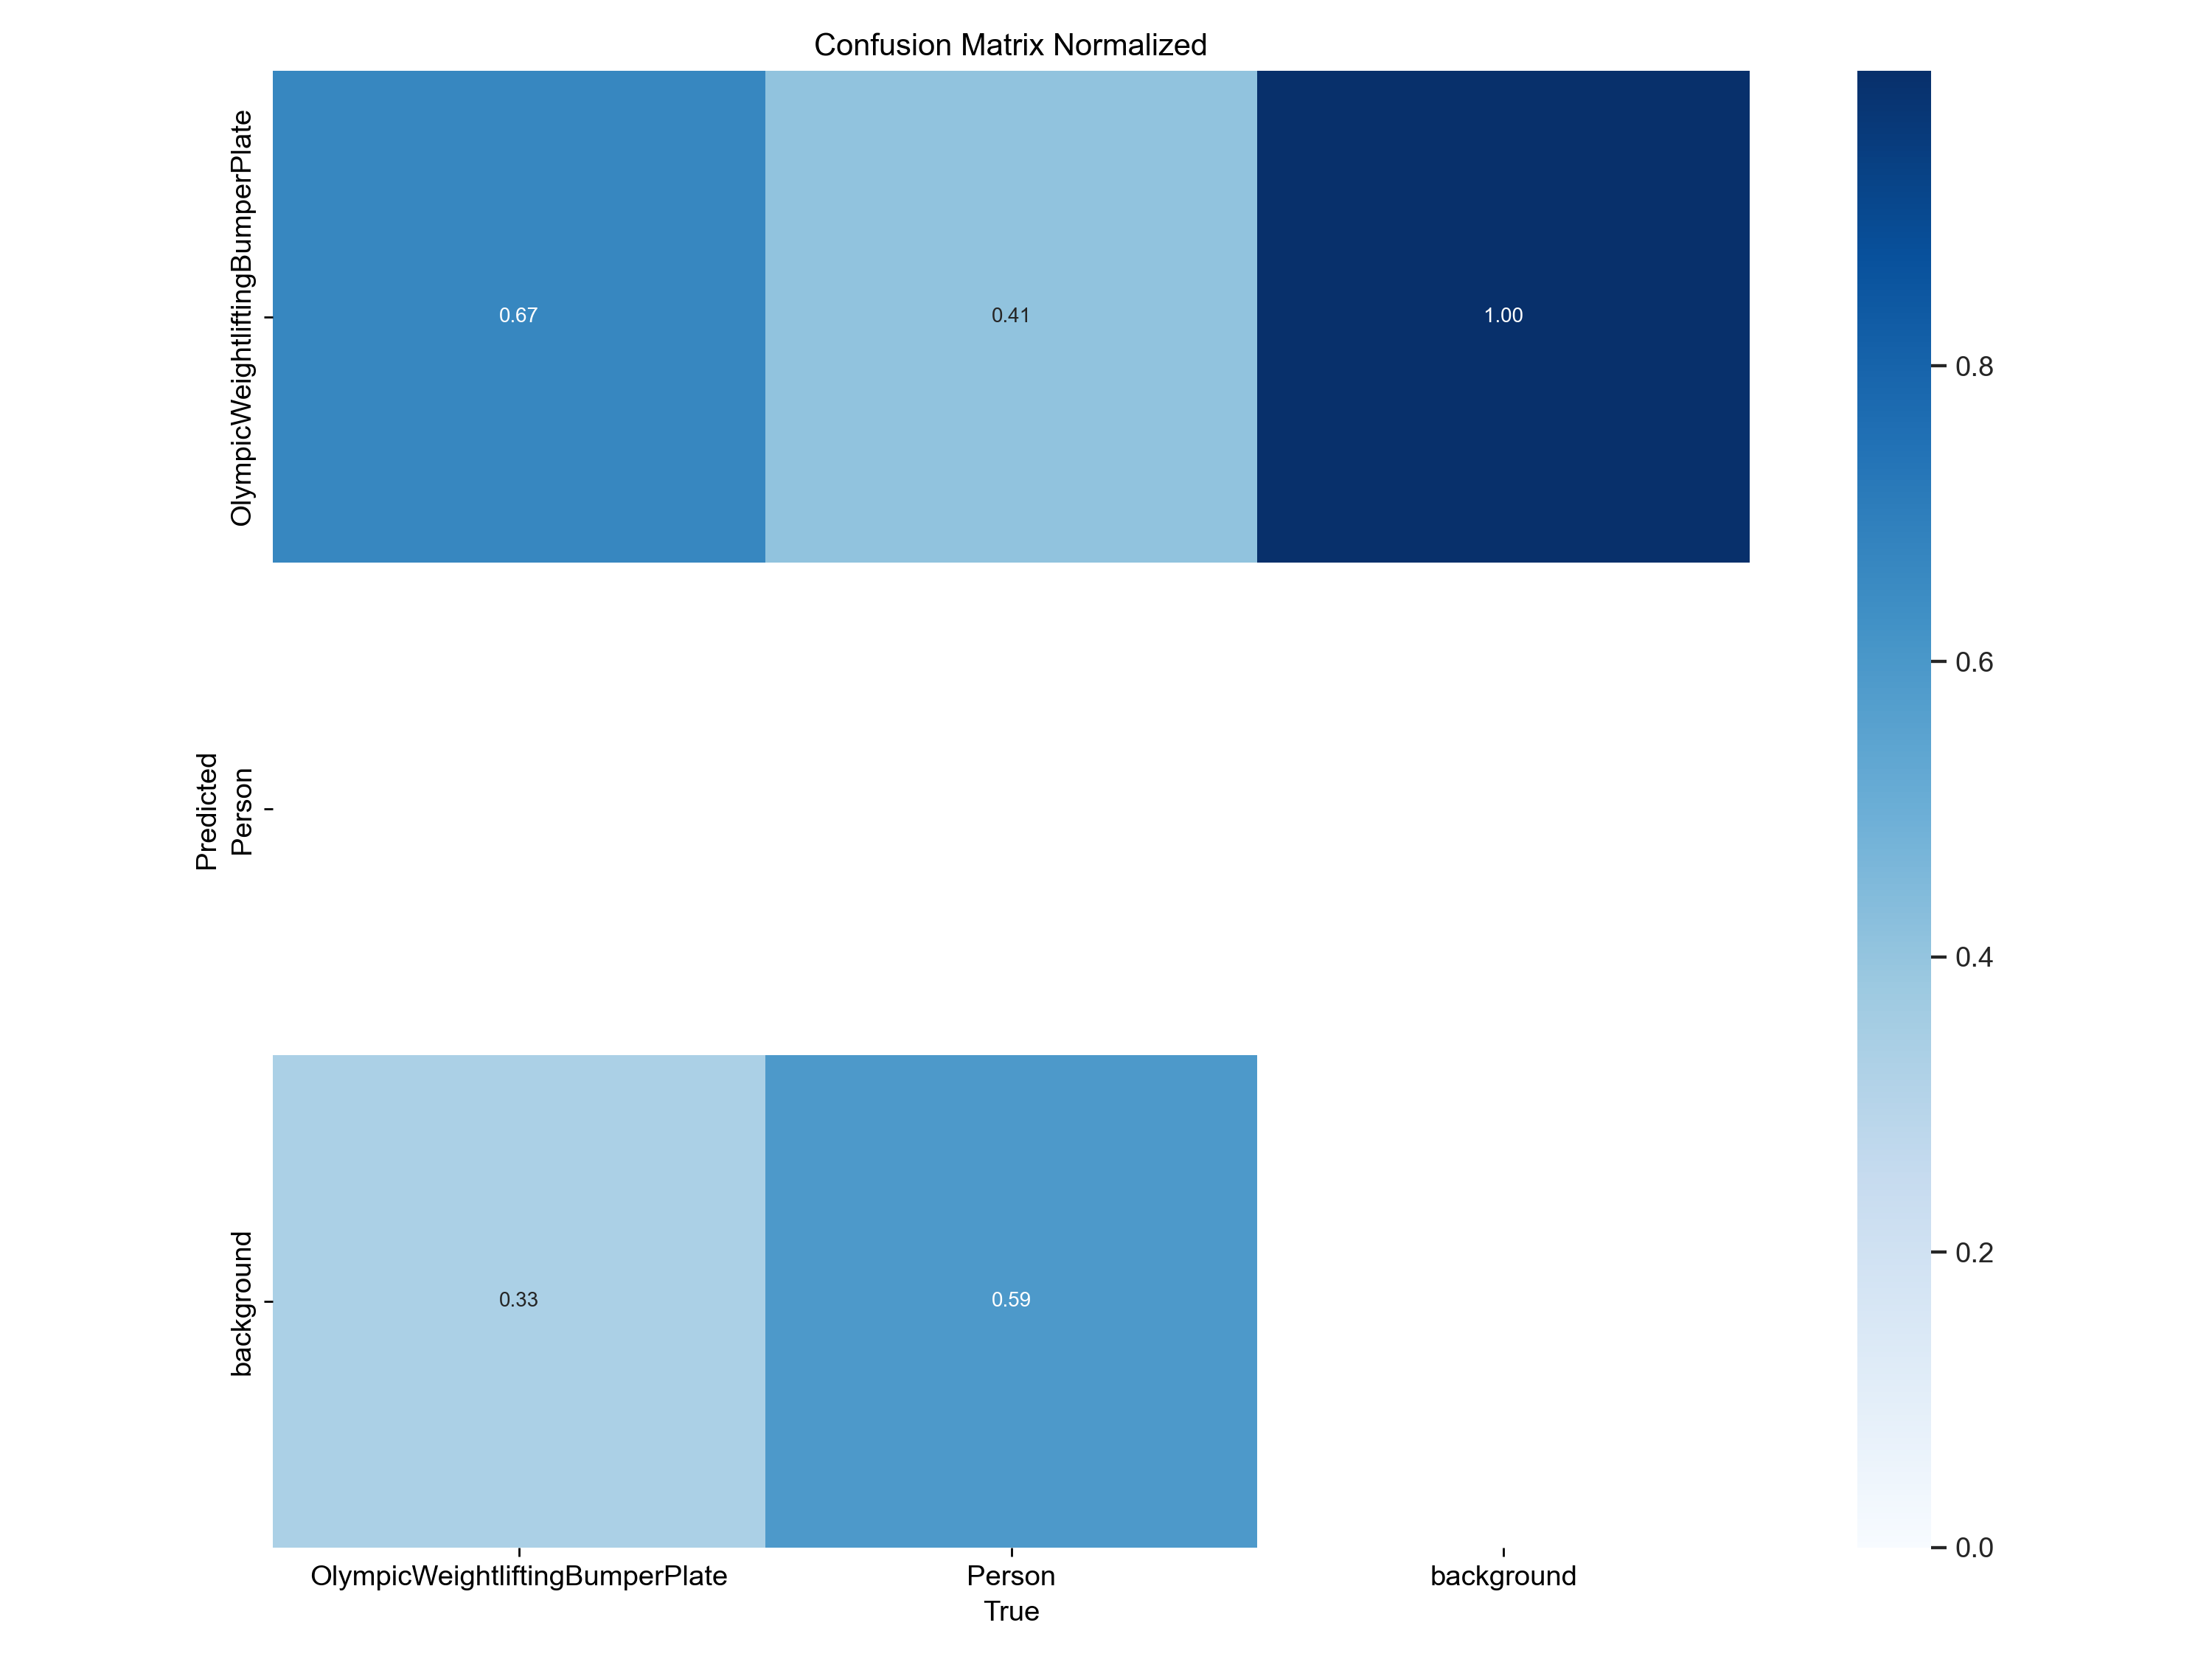 Confusion Matrix Normalized
OlympicWeightliftingBumperPlate
0.67
0.41
1.00
Predicted
Person
background
0.33
0.59
OlympicWeightliftingBumperPlate
Person
background
True
0.8
0.6
0.4
0.2
0.0